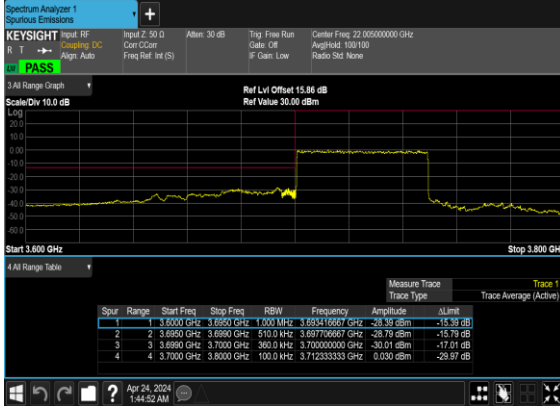 Spectrum Analyzer 1
Spurious Emissions
KEYSIGHT Input: RF Input Z: 50 Ω Atten: 30 dB Trig: Free Run Center Freq: 22.005000000 GHz
R T Coupling: DC Corr CCorr Gate: Off Avg|Hold: 100/100
Align: Auto Freq Ref: Int (S) IF Gain: Low Radio Std: None
LXI PASS
3 All Range Graph
Ref Lvl Offset 15.86 dB
Scale/Div 10.0 dB Ref Value 30.00 dBm
Log
20.0
10.0
0.00
-10.0
-20.0
-30.0
-40.0
-50.0
-60.0
Start 3.600 GHz Stop 3.800 GH
4 All Range Table
Measure Trace Trace 1
Trace Type Trace Average (Active)
Spur Range Start Freq Stop Freq RBW Frequency Amplitude ΔLimit
1 1 3.6000 GHz 3.6950 GHz 1.000 MHz 3.693416667 GHz -28.39 dBm -15.39 dB
2 2 3.6950 GHz 3.6990 GHz 510.0 kHz 3.697706667 GHz -28.79 dBm -15.79 dB
3 3 3.6990 GHz 3.7000 GHz 360.0 kHz 3.700000000 GHz -30.01 dBm -17.01 dB
4 4 3.7000 GHz 3.8000 GHz 100.0 kHz 3.712333333 GHz 0.030 dBm -29.97 dB
? Apr 24, 2024
1:44:52 AM